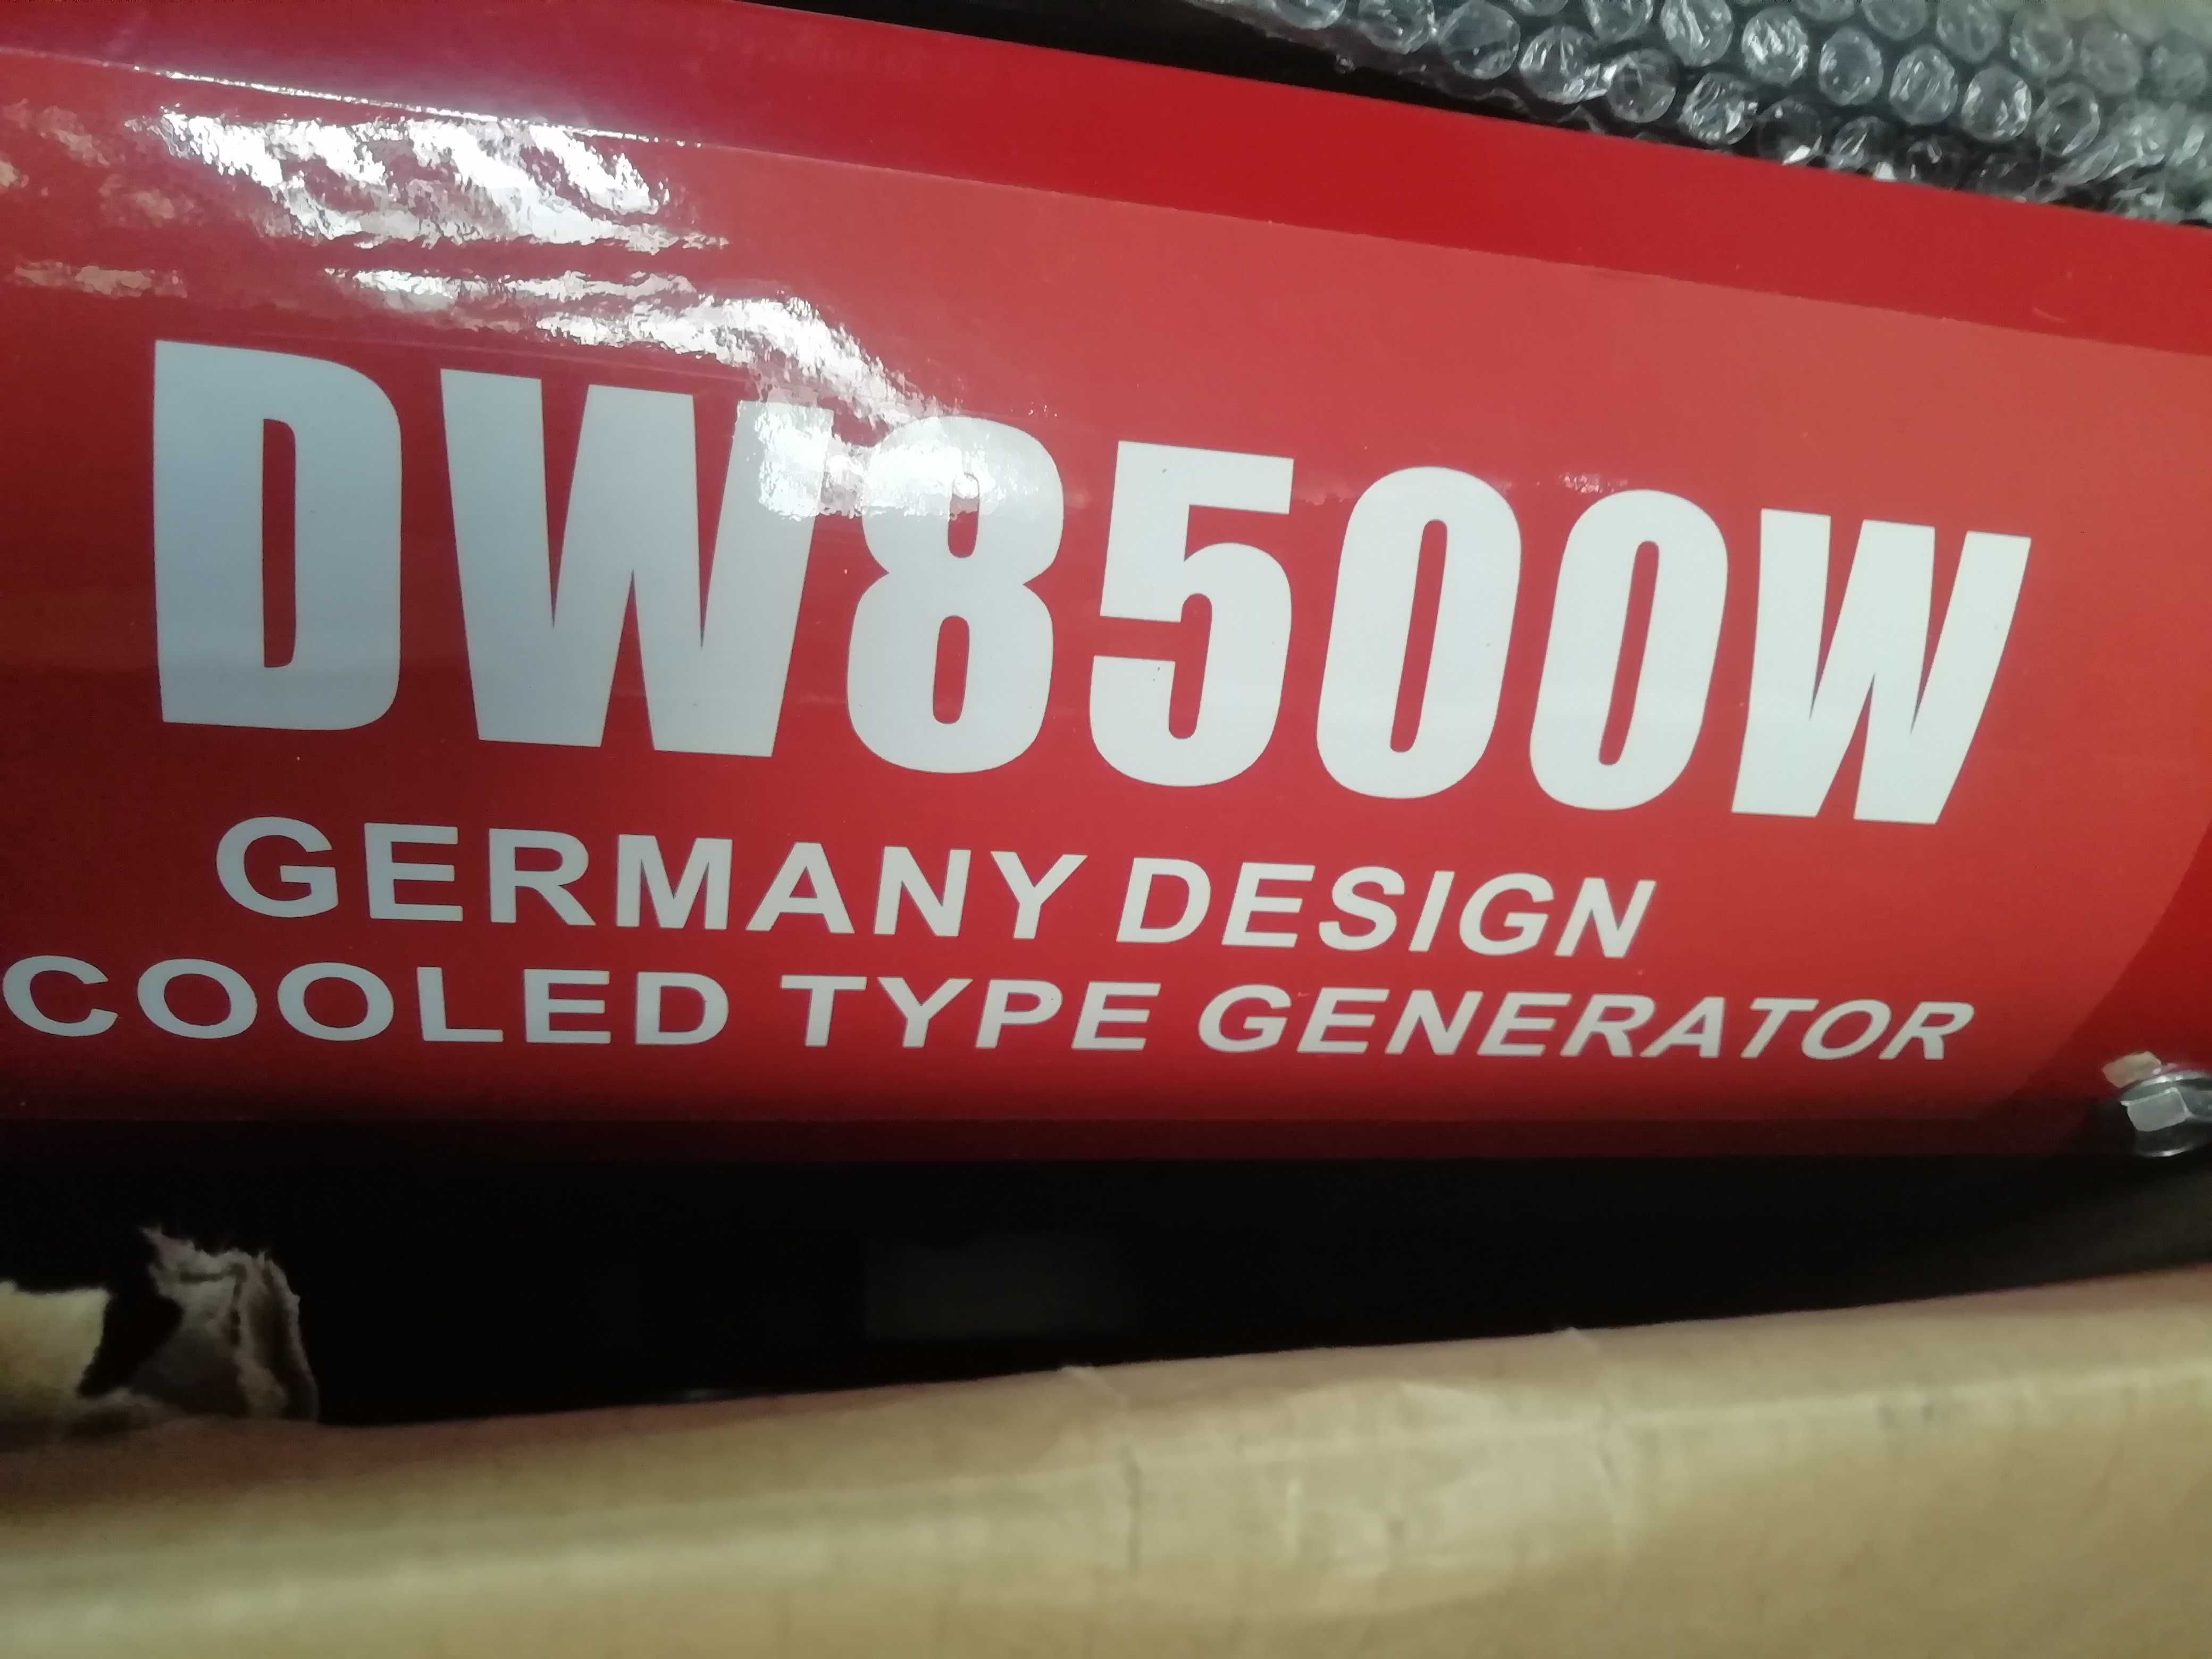 DW8500W
GERMANY DESIGN
COOLED TYPE GENERATOR